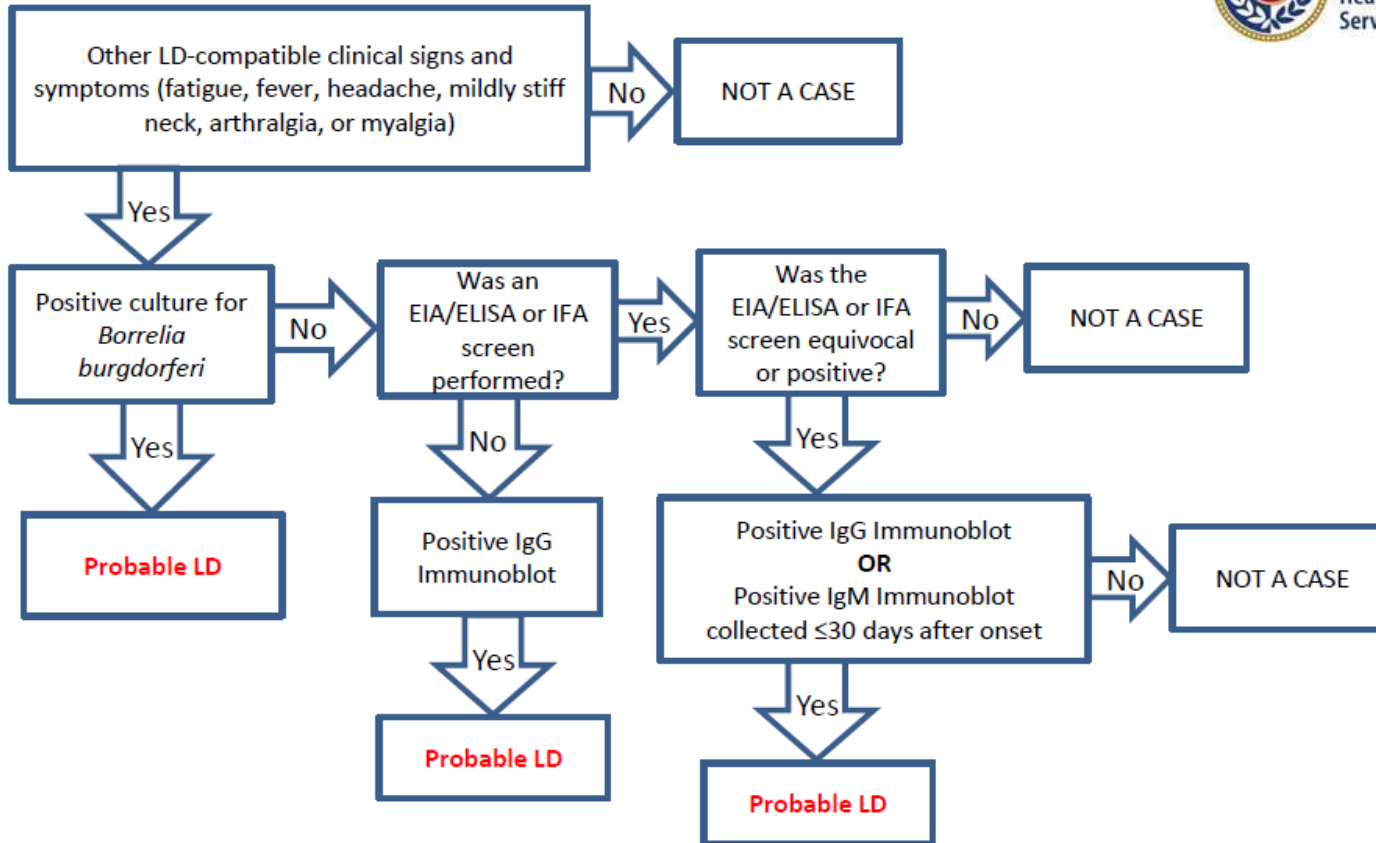 Serv
Other LD-compatible clinical signs and
symptoms (fatigue, fever, headache, mildly stiff
neck, arthralgia, or myalgia)
No
NOT A CASE
Yes
Positive culture for
Borrelia
burgdorferi
No
Was an
EIA/ELISA or IFA
screen
performed?
Yes
Was the
EIA/ELISA or IFA
screen equivocal
or positive?
No
NOT A CASE
Yes
No
Yes
Probable LD
Positive IgG
Immunoblot
Positive IgG Immunoblot
OR
Positive IgM Immunoblot
collected ≤30 days after onset
No
NOT A CASE
Yes
Yes
Probable LD
Probable LD